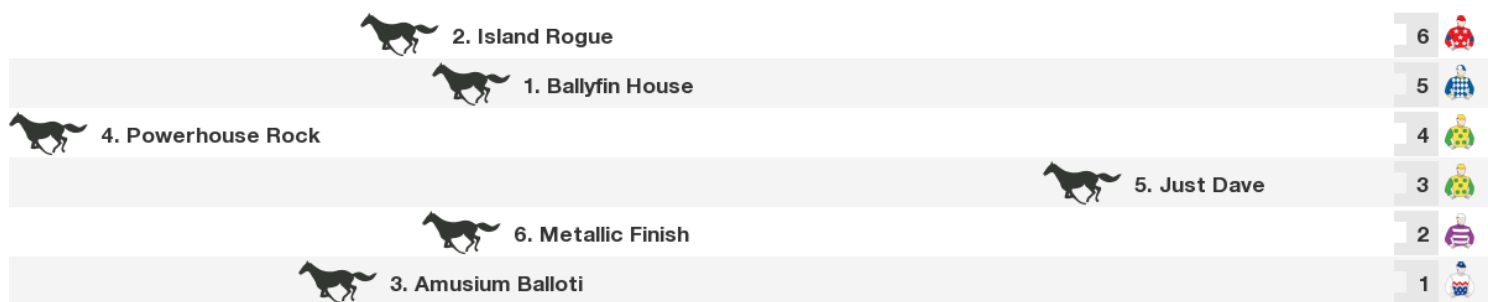 2. Island Rogue 6
1. Ballyfin House 5
4. Powerhouse Rock 4
5. Just Dave 3
6. Metallic Finish 2
3. Amusium Balloti 1